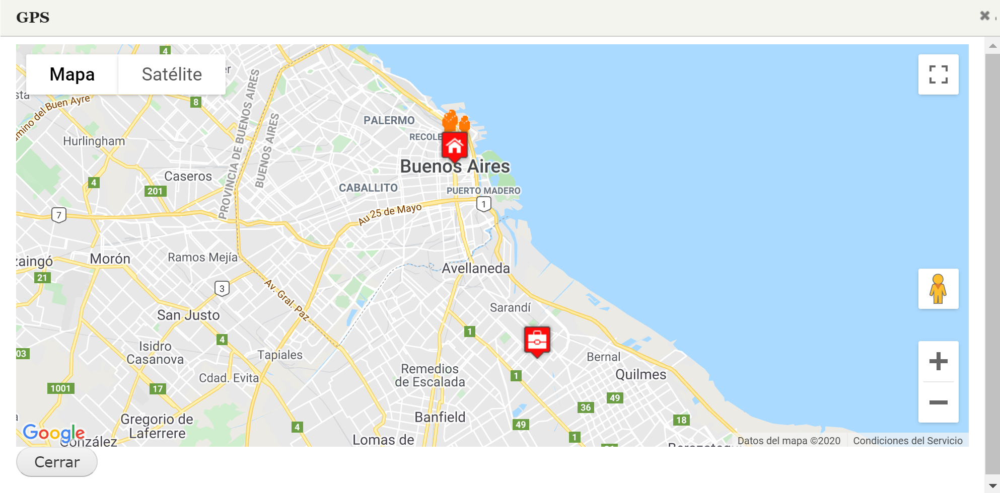 GPS
Mapa
Satélite
4
er
sta
Camino del Buen Ayre
8
PROVINCIA DE BUENOS AIRES
BUENOS AIRES
PALERMO
RECOLE
Hurlingham
Buenos Aires
Caseros
4
201
CABALLITO
PUERTO MADERO
1
Au 25 de Mayo
7
zaingó
Morón
Ramos Mejía
Avellaneda
21
3
Av. Gral. Paz
Sarandí
San Justo
1
4
Isidro
Casanova
03
Tapiales
Bernal
Remedios
de Escalada
Quilmes
Cdad. Evita
1
1001
17
49
36
Gregorio de
Laferrere
Banfield
18
4
49
Google
González
Lomas de
1
Datos del mapa ©2020
Condiciones del Servicio
Cerrar